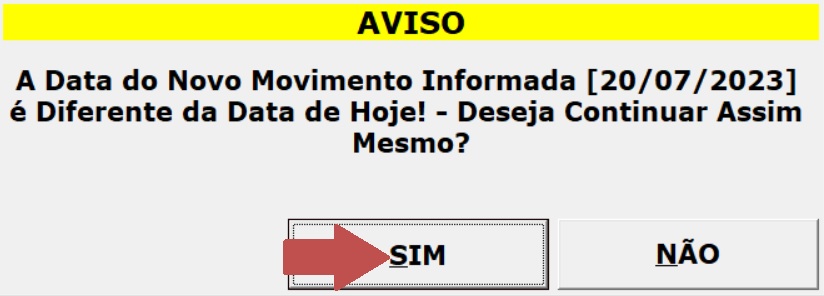 AVISO
A Data do Novo Movimento Informada [20/07/2023]
é Diferente da Data de Hoje! - Deseja Continuar Assim
Mesmo?
SIM
NÃO